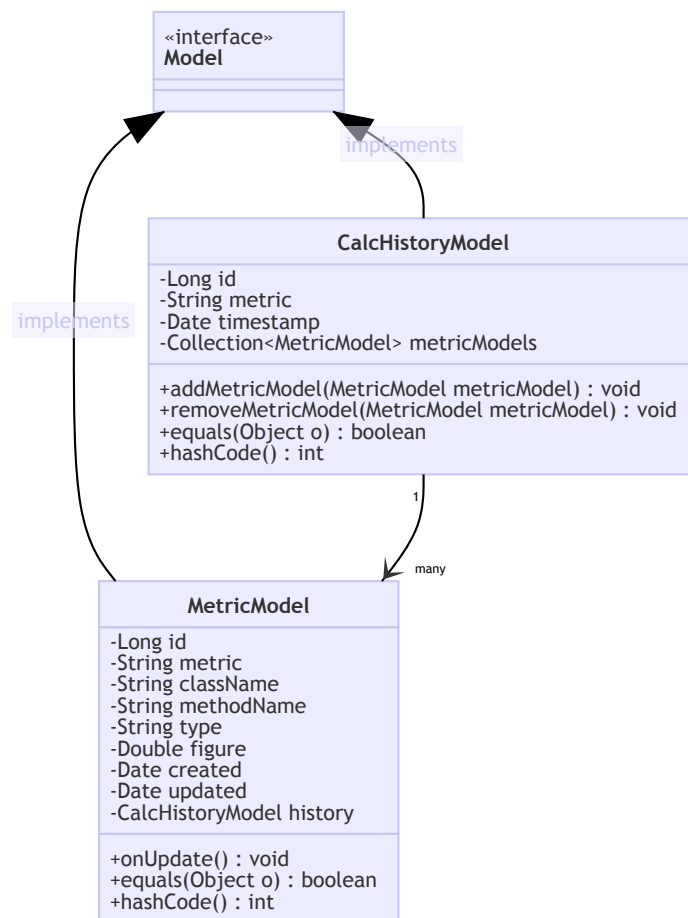 «interface»
Model
implements
CalcHistoryModel
-Long id
-String metric
-Date timestamp
-Collection<MetricModel> metricModels
+addMetricModel(MetricModel metricModel) : void
+removeMetricModel(MetricModel metricModel) : void
+equals(Object o) : boolean
+hashCode() : int
implements
1
many
MetricModel
-Long id
-String metric
-String className
-String methodName
-String type
-Double figure
-Date created
-Date updated
-CalcHistoryModel history
+onUpdate() : void
+equals(Object o) : boolean
+hashCode() : int